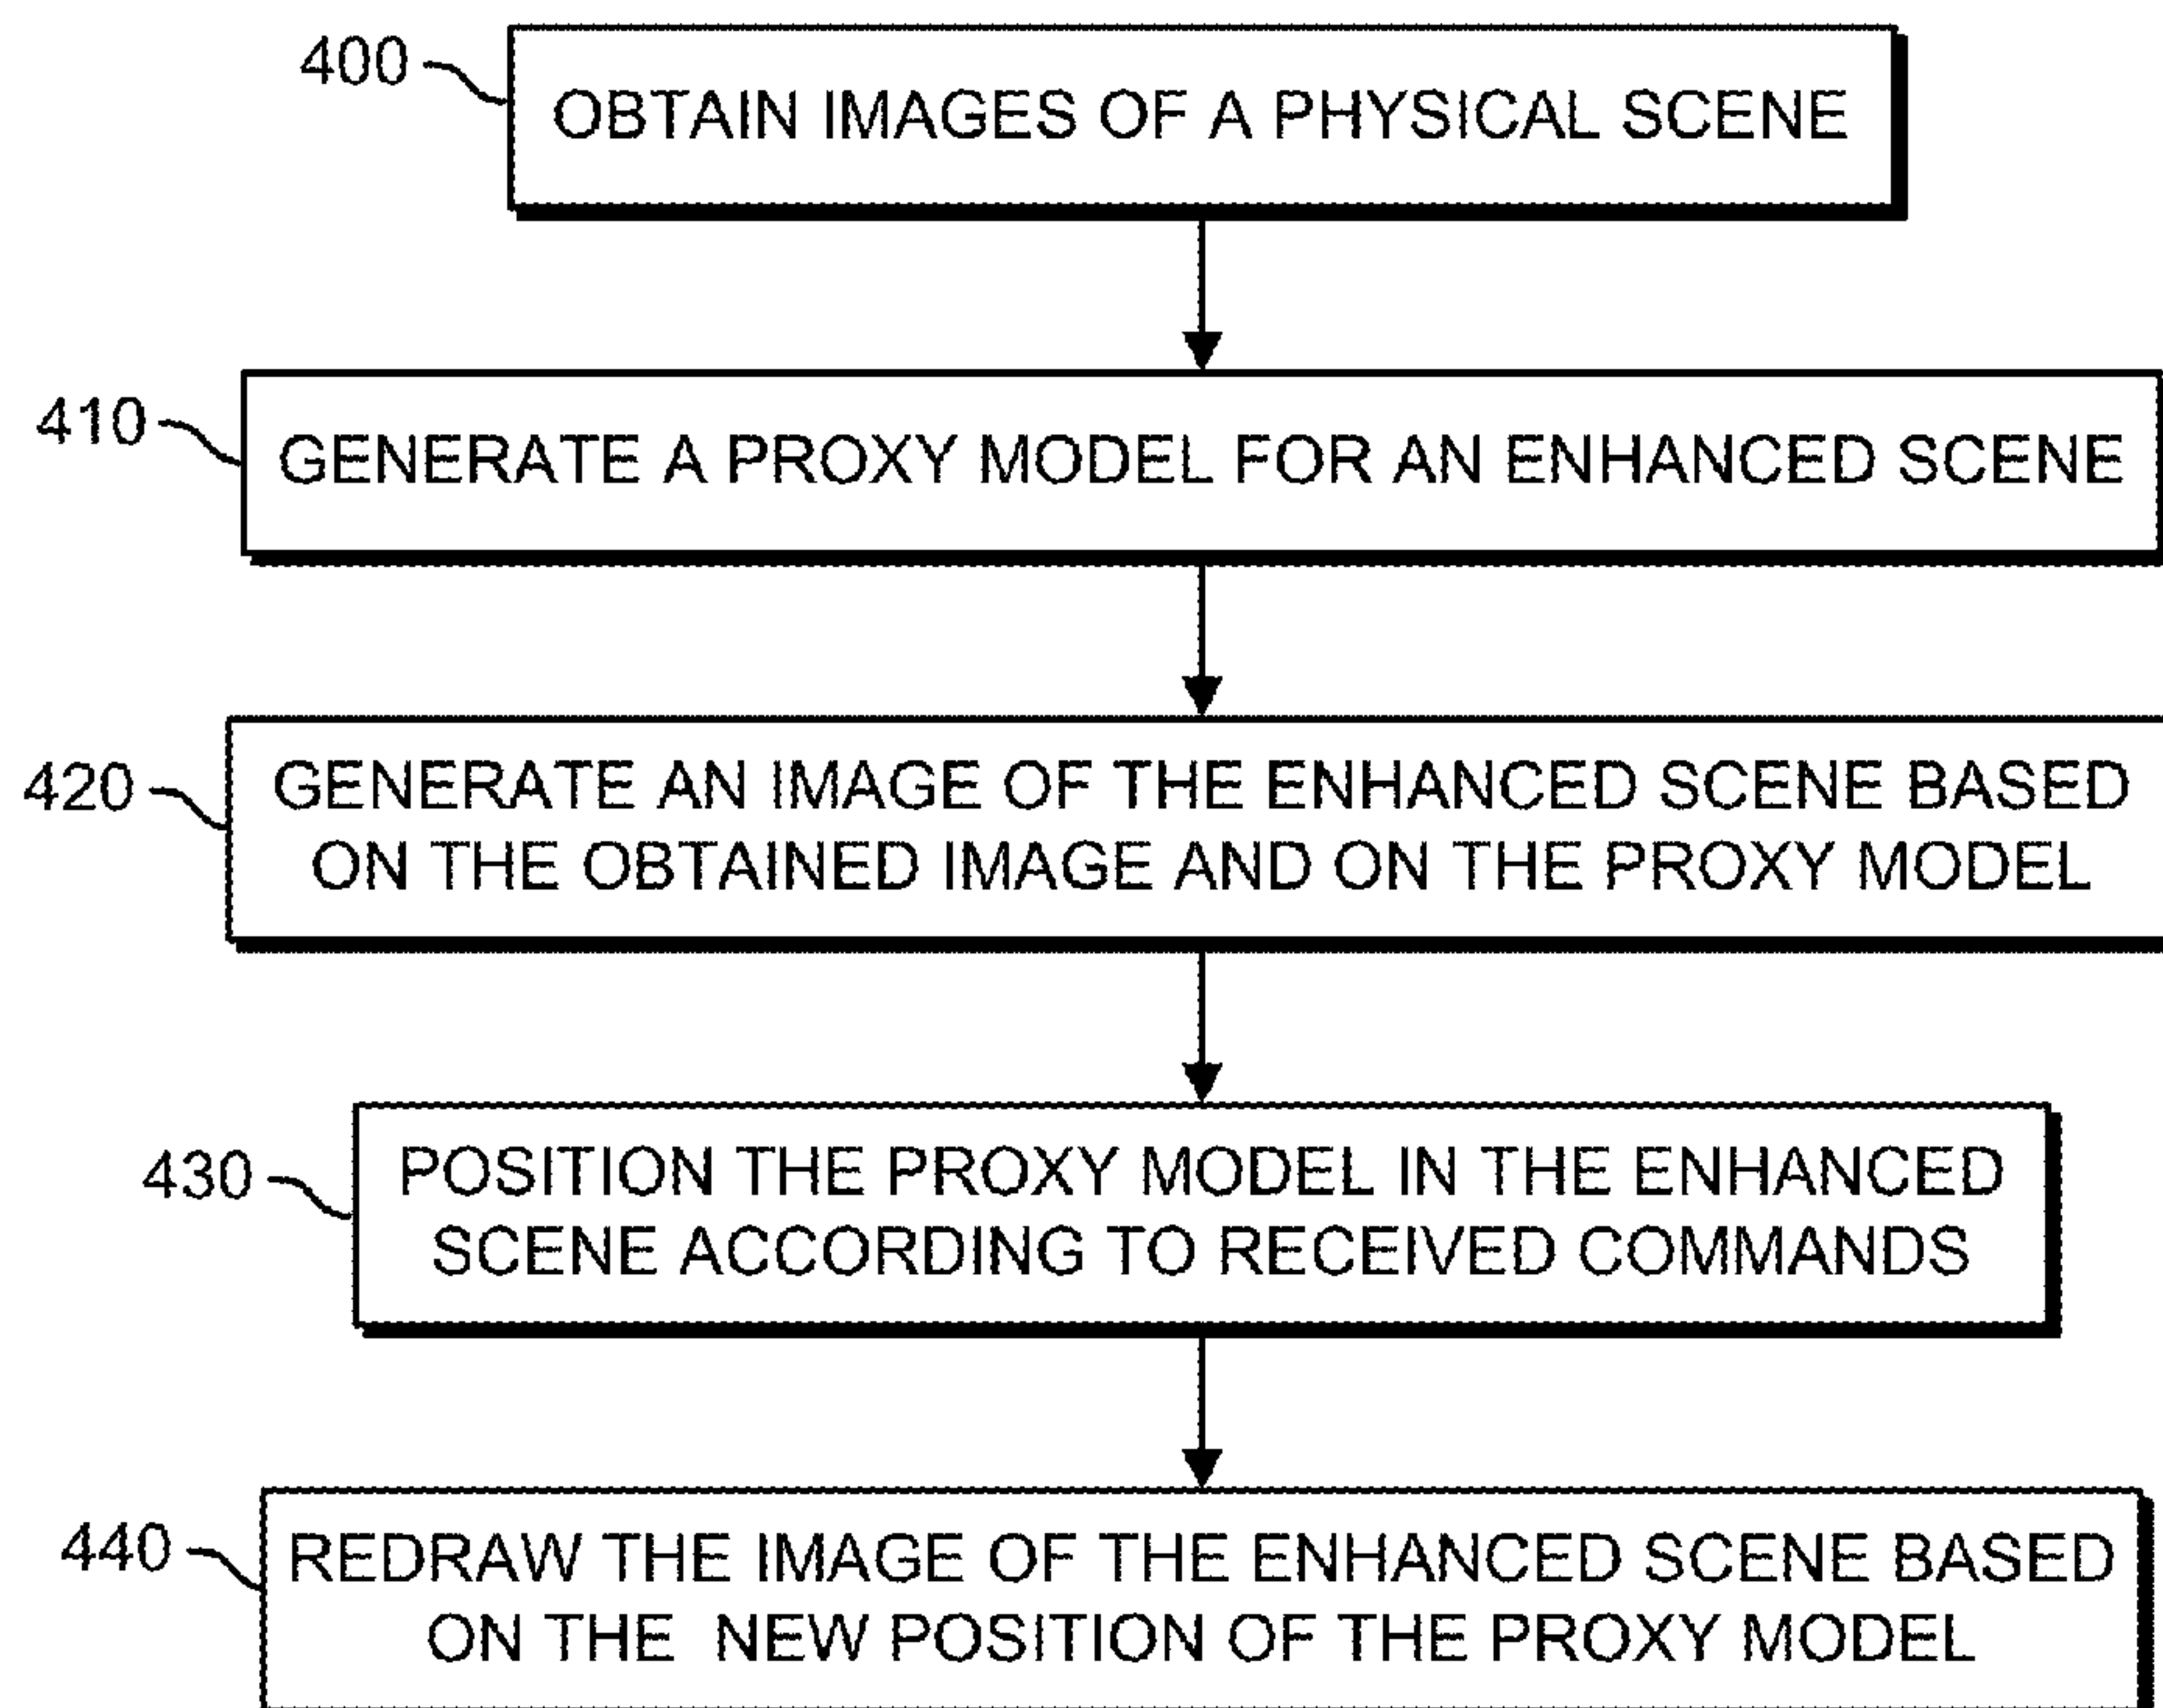 400
OBTAIN IMAGES OF A PHYSICAL SCENE
410
GENERATE A PROXY MODEL FOR AN ENHANCED SCENE
420
GENERATE AN IMAGE OF THE ENHANCED SCENE BASED
ON THE OBTAINED IMAGE AND ON THE PROXY MODEL
430
POSITION THE PROXY MODEL IN THE ENHANCED
SCENE ACCORDING TO RECEIVED COMMANDS
440
REDRAW THE IMAGE OF THE ENHANCED SCENE BASED
ON THE NEW POSITION OF THE PROXY MODEL